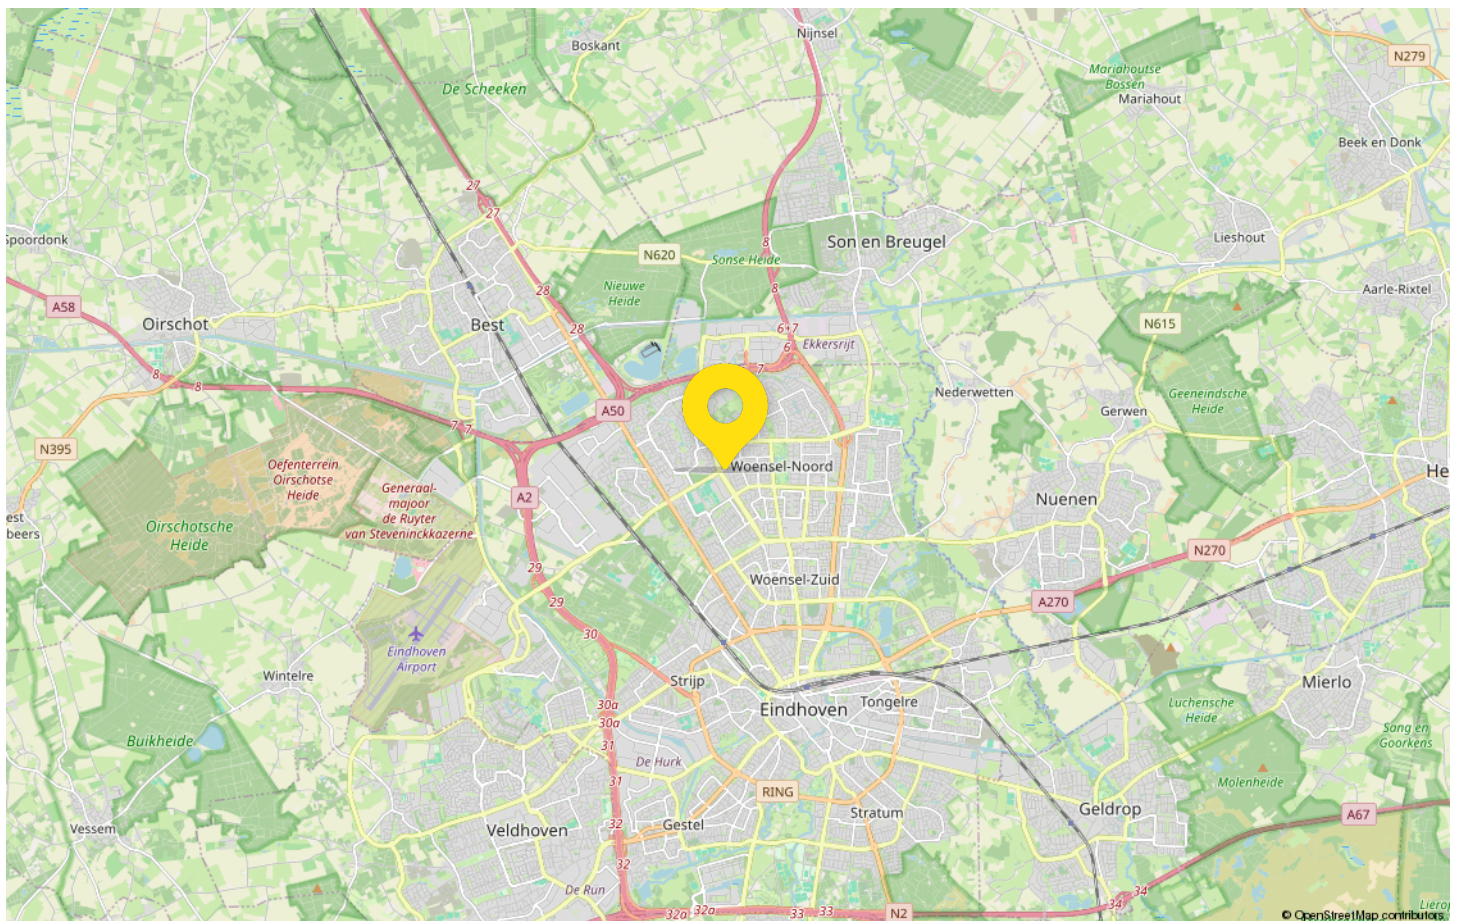 Nijnsel
Boskant
N279
De Scheeken
Mariahoutse
Bossen
Mariahout
Beek en Donk
27
27
Spoordonk
8
Son en Breugel
Lieshout
N620
Sonse Heide
Nieuwe
Heide
28
8
Aarle-Rixtel
A58
Oirschot
Best
28
6-7
N615
6
Ekkersrijt
7
8
8
Nederwetten
Geeneindsche
Heide
A50
Gerwen
7
7
N395
Oefenterrein
Oirschotse
Heide
Woensel-Noord
He
Generaal-
majoor
de Ruyter
van Steveninckkazerne
A2
Nuenen
est
beers
Oirschotsche
Heide
N270
29
Woensel-Zuid
29
A270
30
Eindhoven
Airport
Wintelre
Strijp
Mierlo
Tongelre
30a
Eindhoven
Luchensche
Heide
30a
Buikheide
31
Sang en
Goorkens
De Hurk
31
RING
Molenheide
Geldrop
Stratum
A67
Vessem
Veldhoven
32
Gestel
32
De Run
34
34
32a
32a
33
33
N2
Lierop
© OpenStreetMap contributors